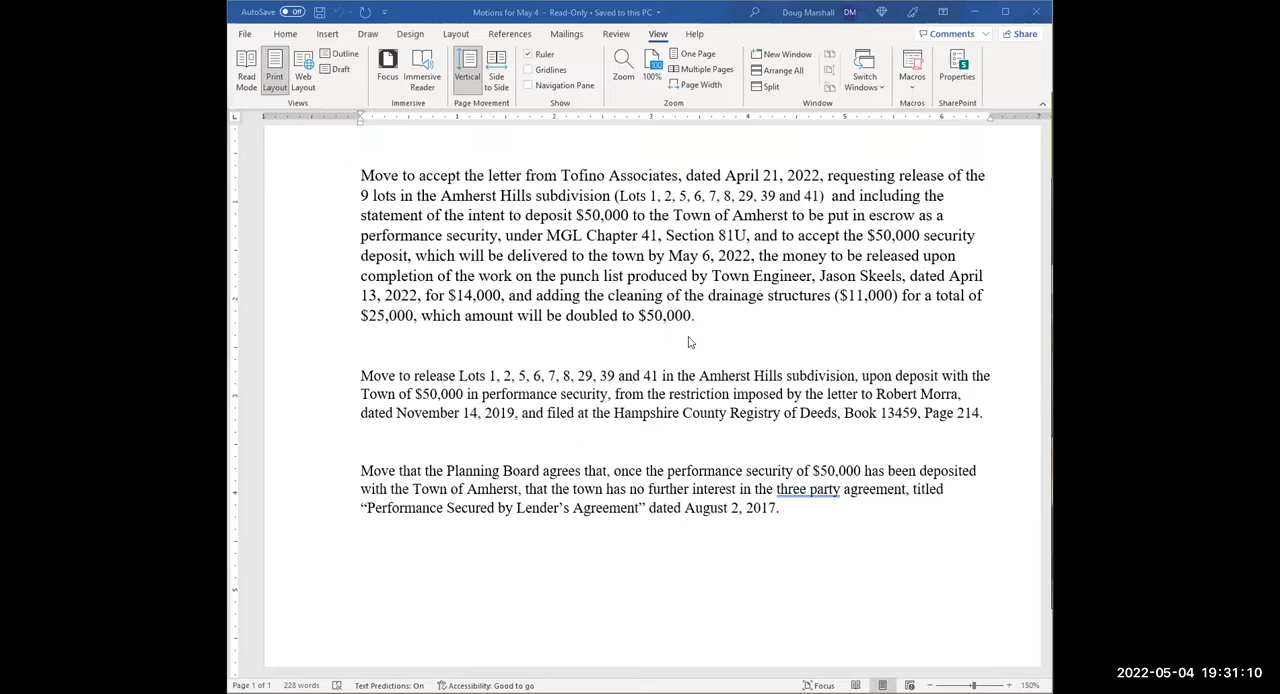 AutoSave Off Motions for May 4 - Read-Only • Saved to this PC Doug Marshall DM
File Home Insert Draw Design Layout References Mailings Review View Help Comments Share
Read Mode Print Layout Web Layout Outline Draft Focus Immersive Reader Vertical Side to Side Ruler Gridlines Navigation Pane Zoom 100% One Page Multiple Pages Page Width New Window Arrange All Split Switch Windows Macros Properties
Views Immersive Page Movement Show Zoom Window Macros SharePoint
1 1 2 3 4 5 6 7
Move to accept the letter from Tofino Associates, dated April 21, 2022, requesting release of the
9 lots in the Amherst Hills subdivision (Lots 1, 2, 5, 6, 7, 8, 29, 39 and 41) and including the
statement of the intent to deposit $50,000 to the Town of Amherst to be put in escrow as a
performance security, under MGL Chapter 41, Section 81U, and to accept the $50,000 security
deposit, which will be delivered to the town by May 6, 2022, the money to be released upon
completion of the work on the punch list produced by Town Engineer, Jason Skeels, dated April
13, 2022, for $14,000, and adding the cleaning of the drainage structures ($11,000) for a total of
$25,000, which amount will be doubled to $50,000.
Move to release Lots 1, 2, 5, 6, 7, 8, 29, 39 and 41 in the Amherst Hills subdivision, upon deposit with the
Town of $50,000 in performance security, from the restriction imposed by the letter to Robert Morra,
dated November 14, 2019, and filed at the Hampshire County Registry of Deeds, Book 13459, Page 214.
Move that the Planning Board agrees that, once the performance security of $50,000 has been deposited
with the Town of Amherst, that the town has no further interest in the three party agreement, titled
“Performance Secured by Lender’s Agreement” dated August 2, 2017.
Page 1 of 1 228 words Text Predictions: On Accessibility: Good to go Focus 150%
2022-05-04 19:31:10